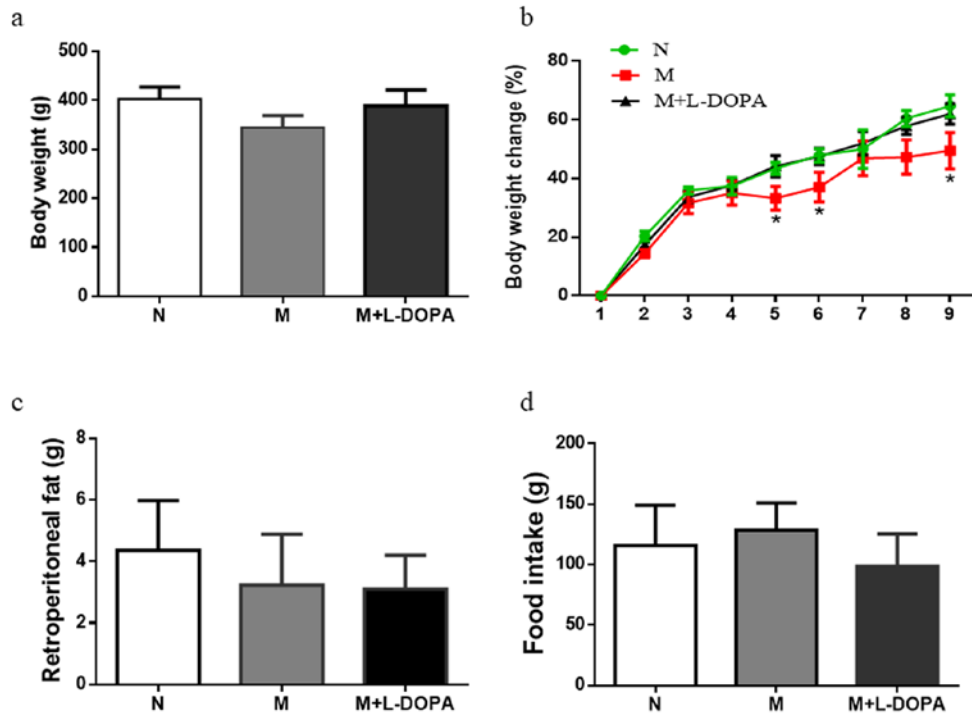 a
Body weight (g)
500
400
300
200
100
0
N M M+L-DOPA
b
N
M
M+L-DOPA
Body weight change (%)
80
60
40
20
0
* * *
1 2 3 4 5 6 7 8 9
c
Retroperitoneal fat (g)
8
6
4
2
0
N M M+L-DOPA
d
Food intake (g)
200
150
100
50
0
N M M+L-DOPA